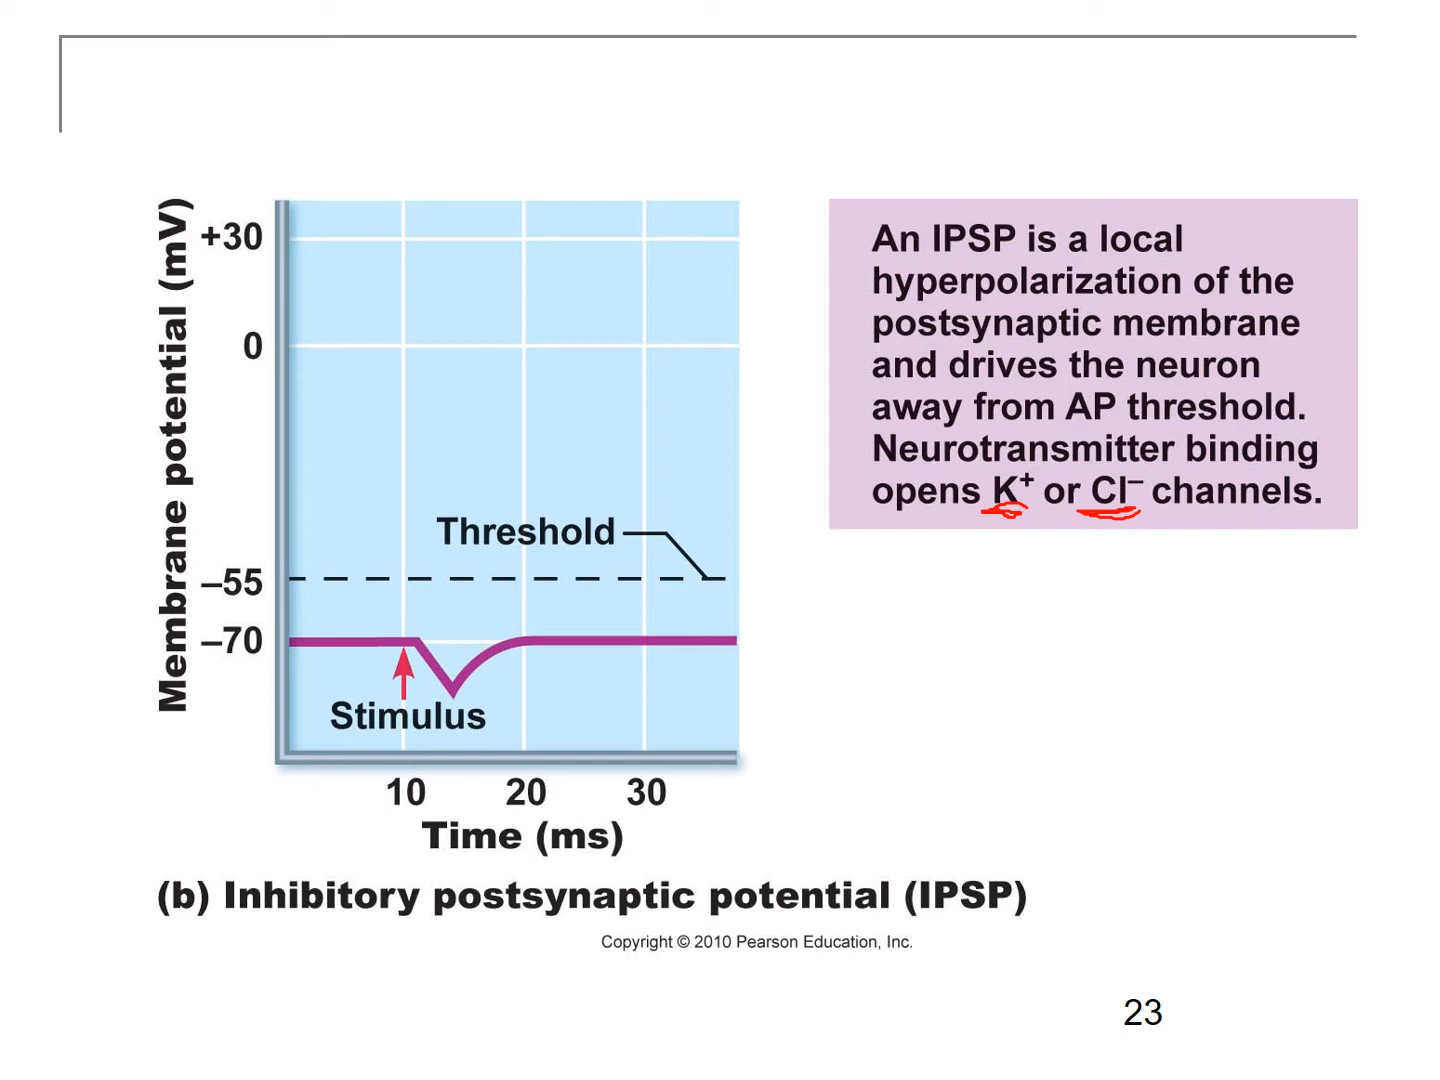 Membrane potential (mV)
+30
0
–55
–70
Threshold
Stimulus
10 20 30
Time (ms)
An IPSP is a local
hyperpolarization of the
postsynaptic membrane
and drives the neuron
away from AP threshold.
Neurotransmitter binding
opens K⁺ or Cl⁻ channels.
(b) Inhibitory postsynaptic potential (IPSP)
Copyright © 2010 Pearson Education, Inc.
23